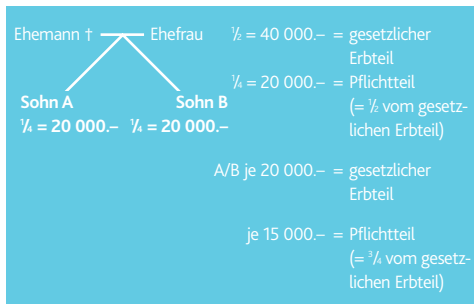 Ehemann † Ehefrau ½ = 40 000.– = gesetzlicher
Erbteil
¼ = 20 000.– = Pflichtteil
(= ½ vom gesetz-
lichen Erbteil)
Sohn A Sohn B
¼ = 20 000.– ¼ = 20 000.–
A/B je 20 000.– = gesetzlicher
Erbteil
je 15 000.– = Pflichtteil
(= ¾ vom gesetz-
lichen Erbteil)